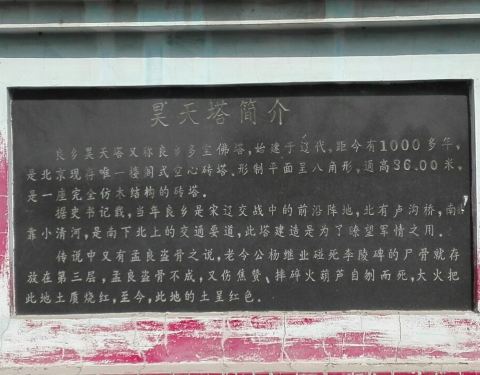 昊天塔简介
良乡昊天塔又称良乡多宝佛塔,始建于辽代,距今有1000多年,
是北京现存唯一楼阁式空心砖塔。形制平面呈八角形,通高36.00米,
是一座完全仿木结构的砖塔。
据史书记载,当年良乡是宋辽交战中的前沿阵地,北有卢沟桥,南
靠小清河,是南下北上的交通要道,此塔建造是为了瞭望军情之用。
传说中又有孟良盗骨之说,老令公杨继业碰死李陵碑的尸骨就存
放在第三层,孟良盗骨不成,又伤焦赞、摔碎火葫芦自刎而死,大火把
此地土质烧红,至今,此地的土呈红色.